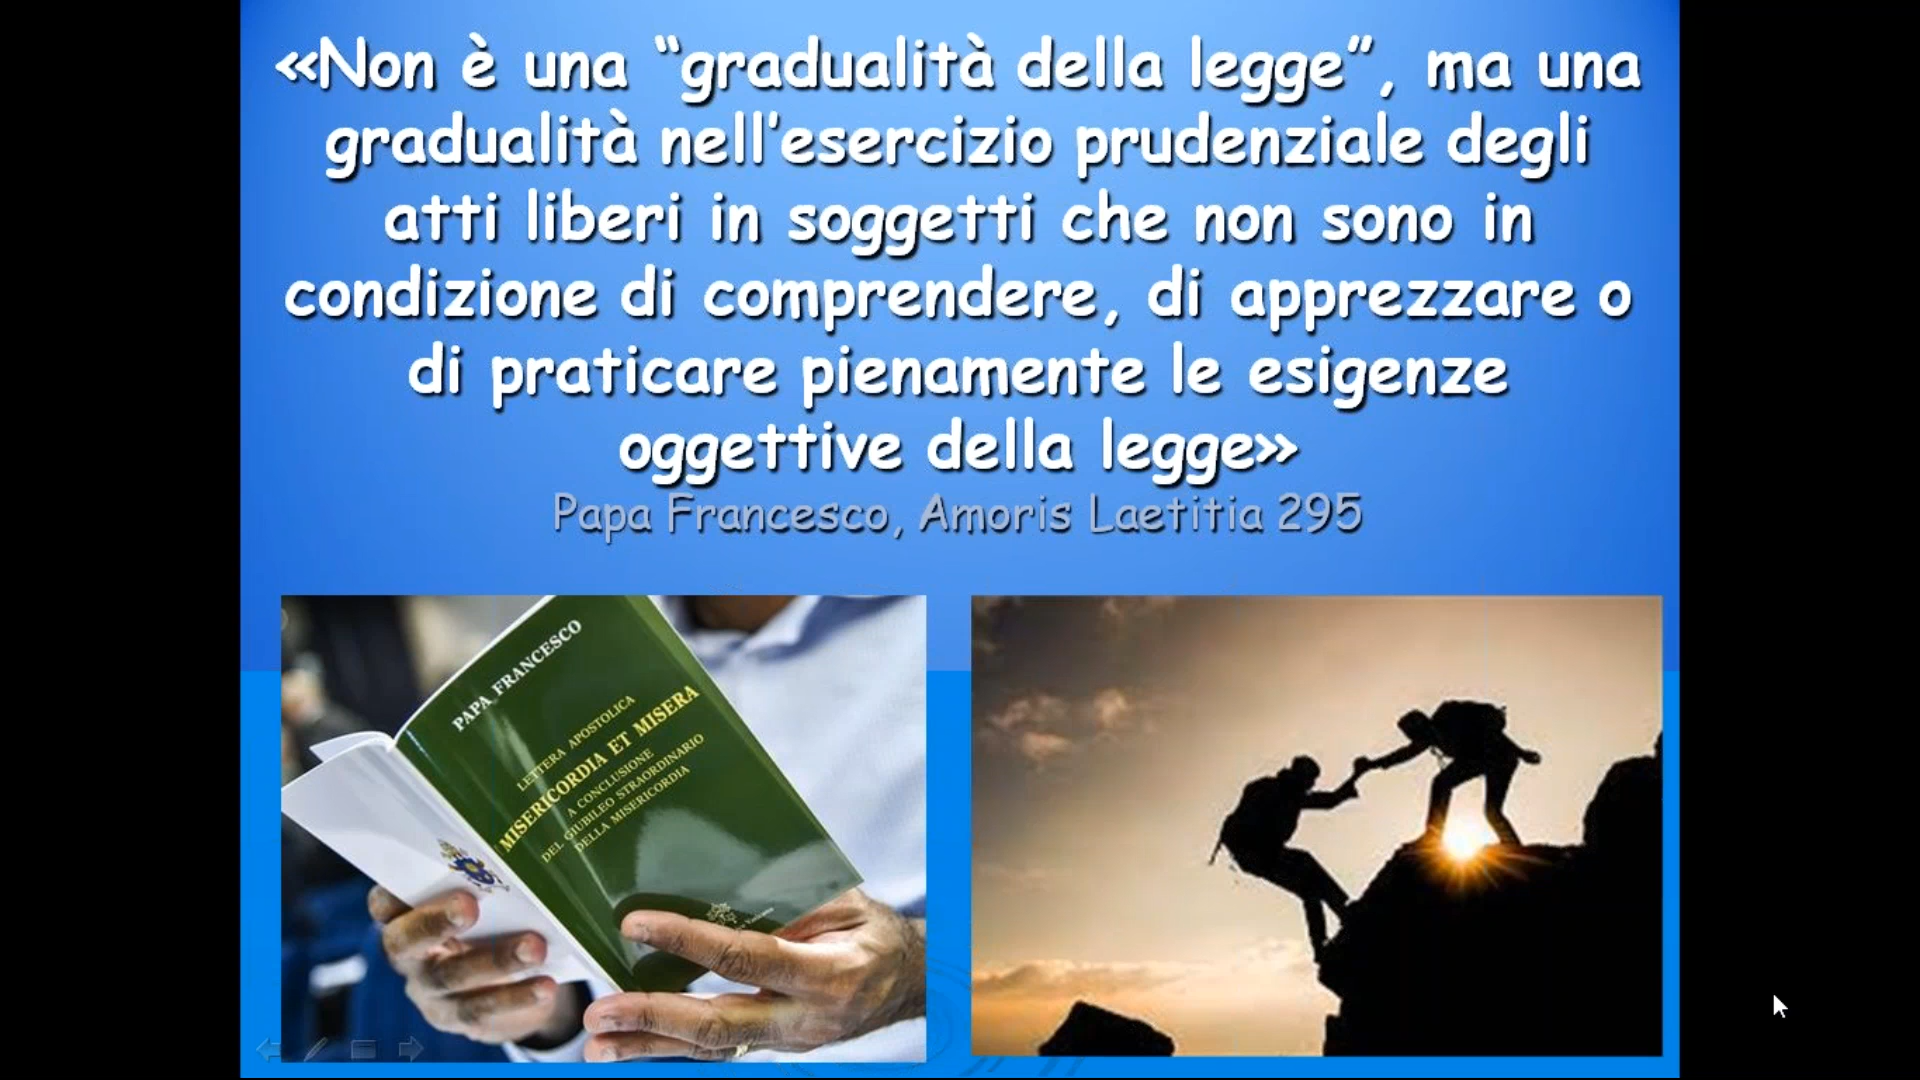 «Non è una “gradualità della legge”, ma una
gradualità nell’esercizio prudenziale degli
atti liberi in soggetti che non sono in
condizione di comprendere, di apprezzare o
di praticare pienamente le esigenze
oggettive della legge»
Papa Francesco, Amoris Laetitia 295
PAPA FRANCESCO
LETTERA APOSTOLICA
MISERICORDIA ET MISERA
A CONCLUSIONE
DEL GIUBILEO STRAORDINARIO
DELLA MISERICORDIA